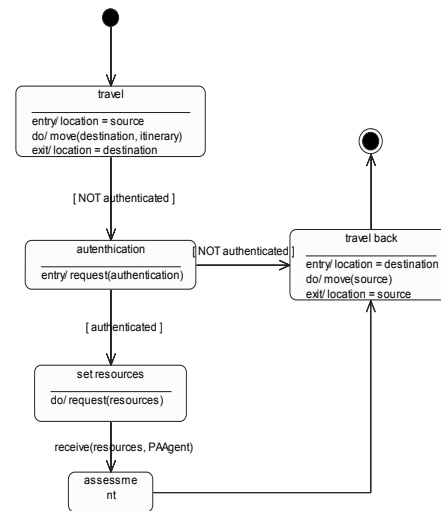 travel
entry/ location = source
do/ move(destination, itinerary)
exit/ location = destination
[ NOT authenticated ]
autenthication
entry/ request(authentication)
[ NOT authenticated ]
travel back
entry/ location = destination
do/ move(source)
exit/ location = source
[ authenticated ]
set resources
do/ request(resources)
receive(resources, PAAgent)
assessme
nt